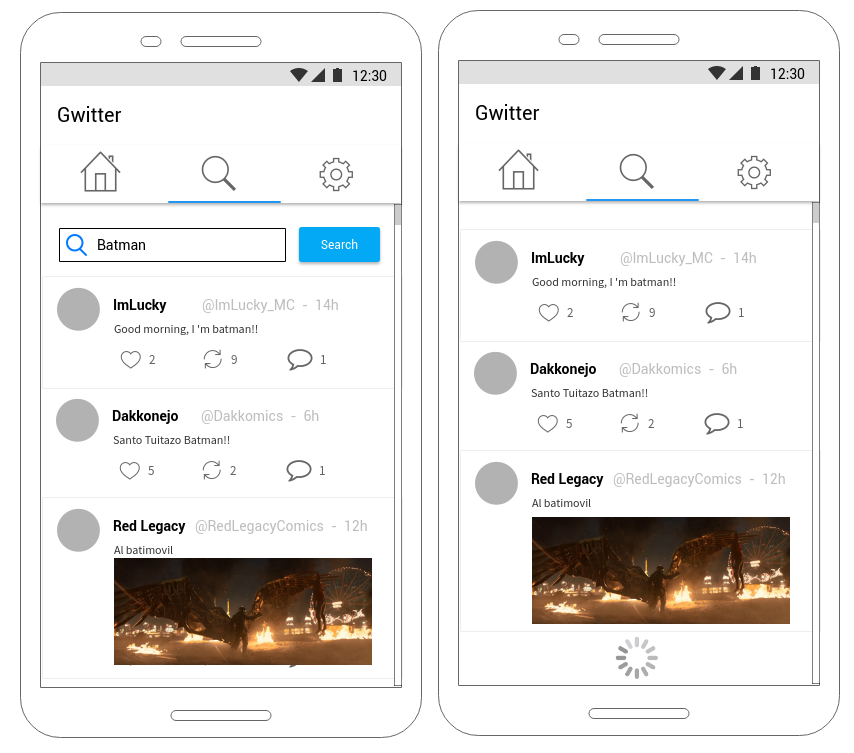 12:30
Gwitter
Batman
Search
ImLucky @ImLucky_MC - 14h
Good morning, I 'm batman!!
2 9 1
Dakkonejo @Dakkomics - 6h
Santo Tuitazo Batman!!
5 2 1
Red Legacy @RedLegacyComics - 12h
Al batimovil
12:30
Gwitter
ImLucky @ImLucky_MC - 14h
Good morning, I 'm batman!!
2 9 1
Dakkonejo @Dakkomics - 6h
Santo Tuitazo Batman!!
5 2 1
Red Legacy @RedLegacyComics - 12h
Al batimovil